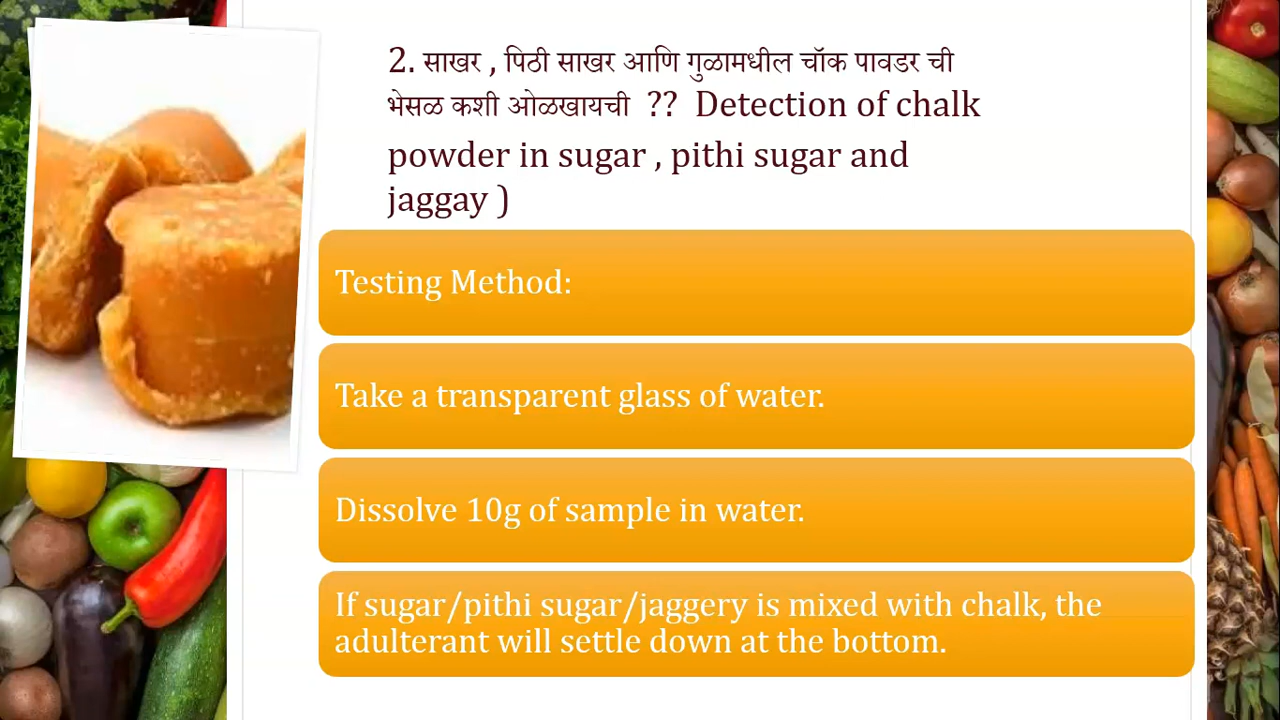 2. साखर , पिठी साखर आणि गुळामधील चॉक पावडर ची
भेसळ कशी ओळखायची ?? Detection of chalk
powder in sugar , pithi sugar and
jaggay )
Testing Method:
Take a transparent glass of water.
Dissolve 10g of sample in water.
If sugar/pithi sugar/jaggery is mixed with chalk, the
adulterant will settle down at the bottom.